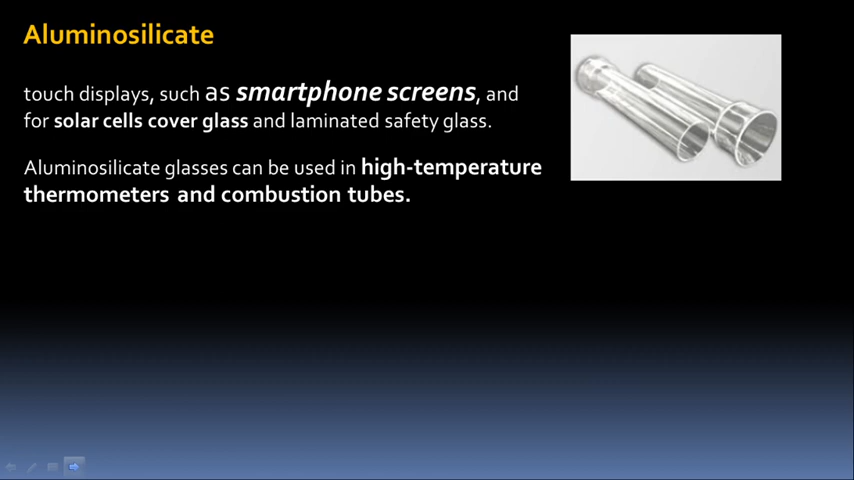 Aluminosilicate
touch displays, such as smartphone screens, and
for solar cells cover glass and laminated safety glass.
Aluminosilicate glasses can be used in high-temperature
thermometers and combustion tubes.